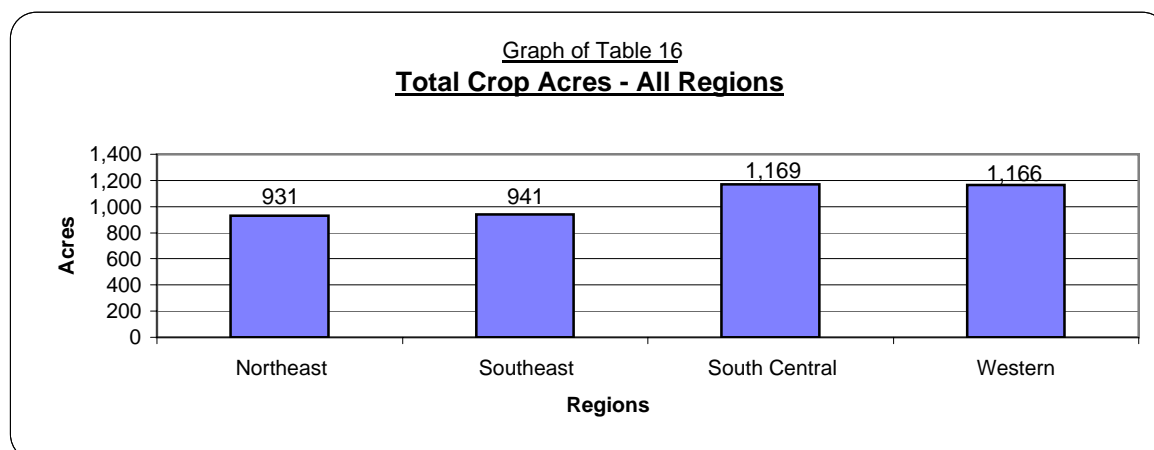 Graph of Table 16
Total Crop Acres - All Regions
1,400
1,200
1,000
800
600
400
200
0
Acres
931
941
1,169
1,166
Northeast
Southeast
South Central
Western
Regions